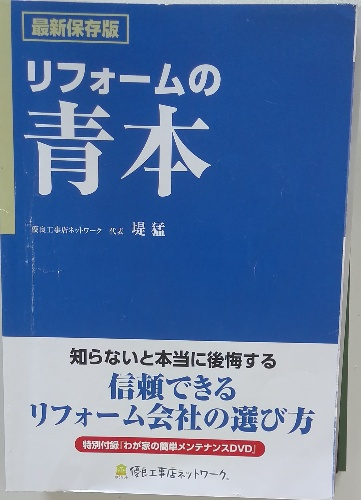 最新保存版
リフォームの
青本
優良工事店ネットワーク 代表 堤 猛
知らないと本当に後悔する
信頼できる
リフォーム会社の選び方
特別付録『わが家の簡単メンテナンスDVD』
優良工事店ネットワーク®